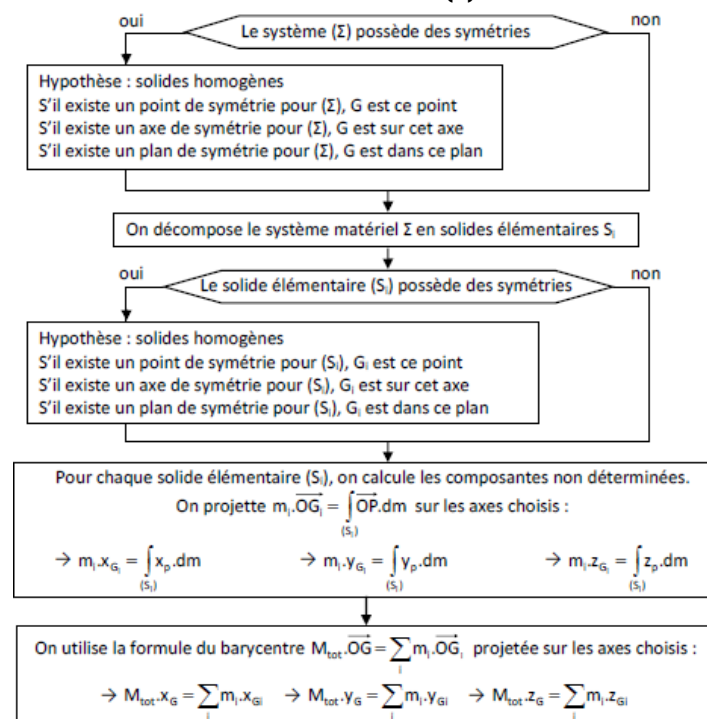 oui
Le système (Σ) possède des symétries
non
Hypothèse : solides homogènes
S'il existe un point de symétrie pour (Σ), G est ce point
S'il existe un axe de symétrie pour (Σ), G est sur cet axe
S'il existe un plan de symétrie pour (Σ), G est dans ce plan
On décompose le système matériel Σ en solides élémentaires Sᵢ
oui
Le solide élémentaire (Sᵢ) possède des symétries
non
Hypothèse : solides homogènes
S'il existe un point de symétrie pour (Sᵢ), Gᵢ est ce point
S'il existe un axe de symétrie pour (Sᵢ), Gᵢ est sur cet axe
S'il existe un plan de symétrie pour (Sᵢ), Gᵢ est dans ce plan
Pour chaque solide élémentaire (Sᵢ), on calcule les composantes non déterminées.
On projette mᵢ.OGᵢ = ∫(Sᵢ) OP.dm sur les axes choisis :
→ mᵢ.x_Gᵢ = ∫(Sᵢ) x_P.dm → mᵢ.y_Gᵢ = ∫(Sᵢ) y_P.dm → mᵢ.z_Gᵢ = ∫(Sᵢ) z_P.dm
On utilise la formule du barycentre M_tot.OG = ∑ᵢ mᵢ.OGᵢ projetée sur les axes choisis :
→ M_tot.x_G = ∑ᵢ mᵢ.x_Gi → M_tot.y_G = ∑ᵢ mᵢ.y_Gi → M_tot.z_G = ∑ᵢ mᵢ.z_Gi